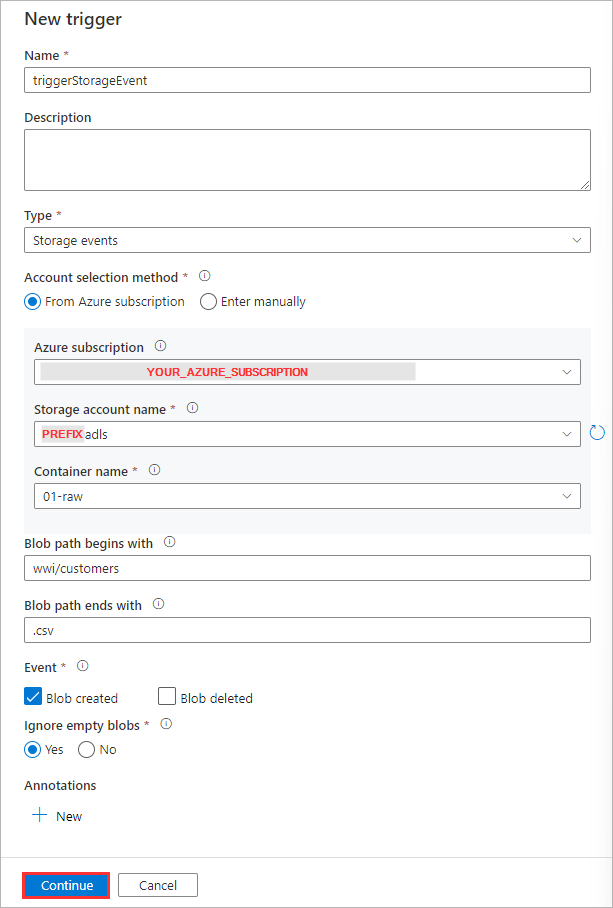 New trigger
Name *
triggerStorageEvent
Description
Type *
Storage events
Account selection method *
From Azure subscription Enter manually
Azure subscription
YOUR_AZURE_SUBSCRIPTION
Storage account name *
PREFIX adls
Container name *
01-raw
Blob path begins with
wwi/customers
Blob path ends with
.csv
Event *
Blob created Blob deleted
Ignore empty blobs *
Yes No
Annotations
New
Continue Cancel